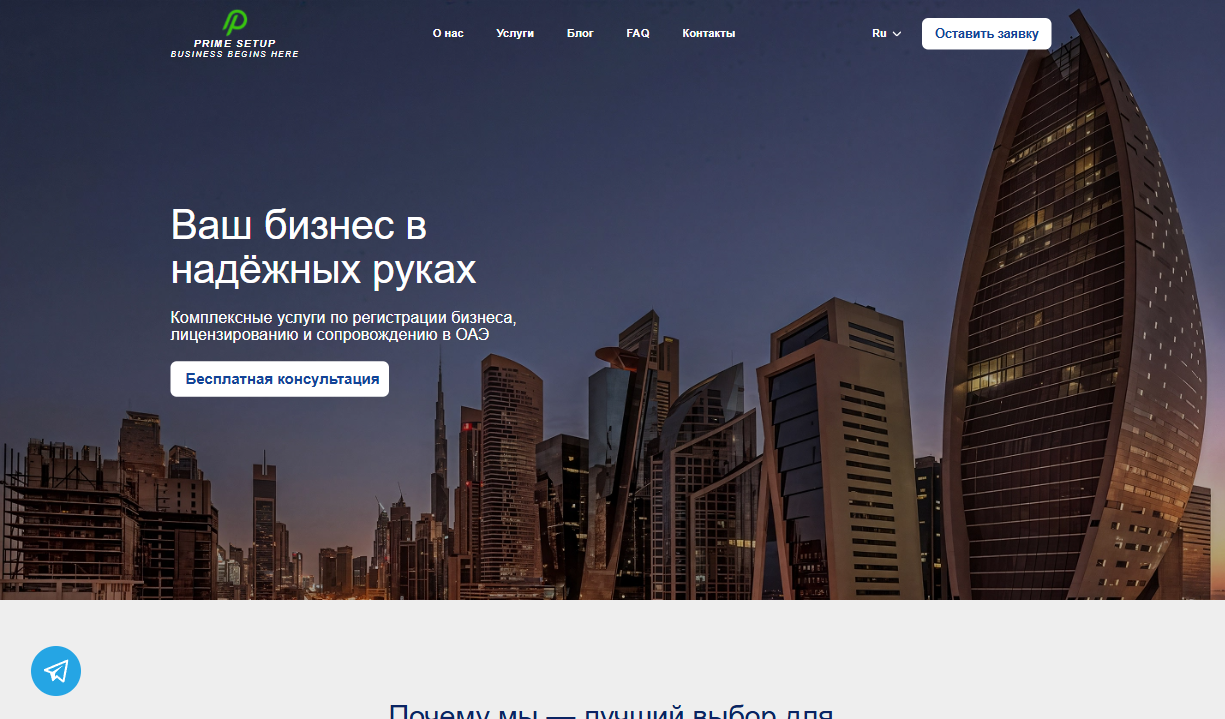 PRIME SETUP
BUSINESS BEGINS HERE
О нас
Услуги
Блог
FAQ
Контакты
Ru
Оставить заявку
Ваш бизнес в
надёжных руках
Комплексные услуги по регистрации бизнеса,
лицензированию и сопровождению в ОАЭ
Бесплатная консультация
Почему мы — лучший выбор для